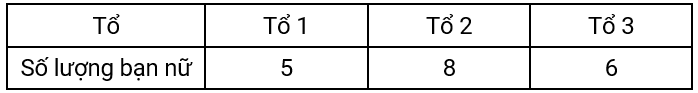 Tổ Tổ 1 Tổ 2 Tổ 3
Số lượng bạn nữ 5 8 6